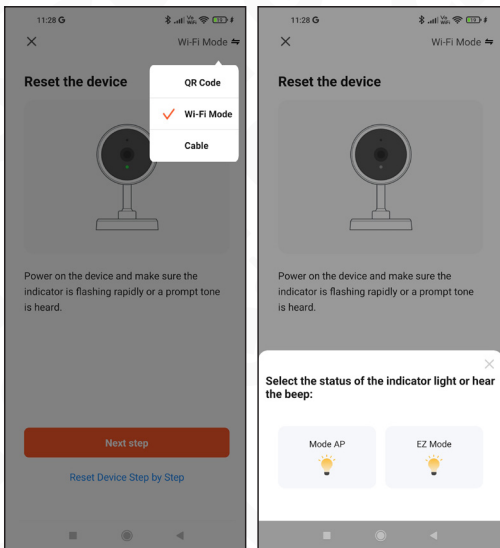 11:28 G
Wi-Fi Mode
Reset the device
QR Code
Wi-Fi Mode
Cable
Power on the device and make sure the
indicator is flashing rapidly or a prompt tone
is heard.
Next step
Reset Device Step by Step
11:28 G
Wi-Fi Mode
Reset the device
Power on the device and make sure the
indicator is flashing rapidly or a prompt tone
is heard.
Select the status of the indicator light or hear
the beep:
Mode AP
EZ Mode